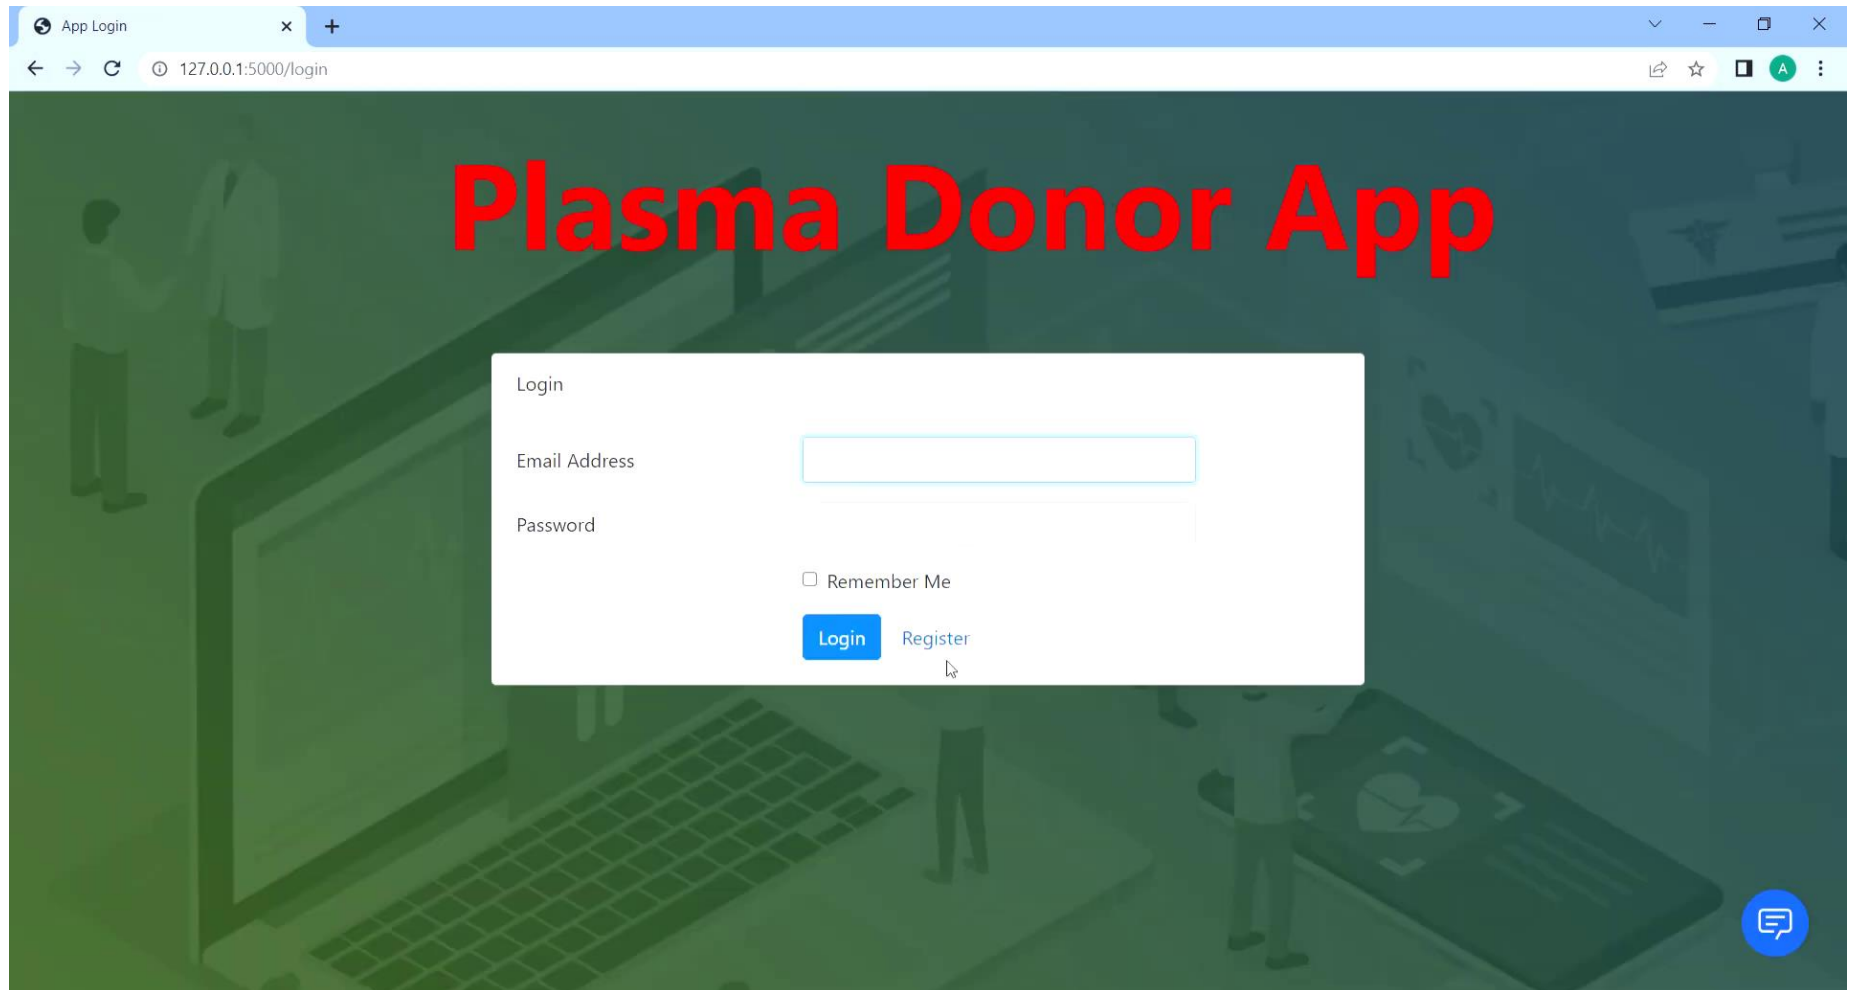 App Login
127.0.0.1:5000/login
A
Plasma Donor App
Login
Email Address
Password
Remember Me
Login Register